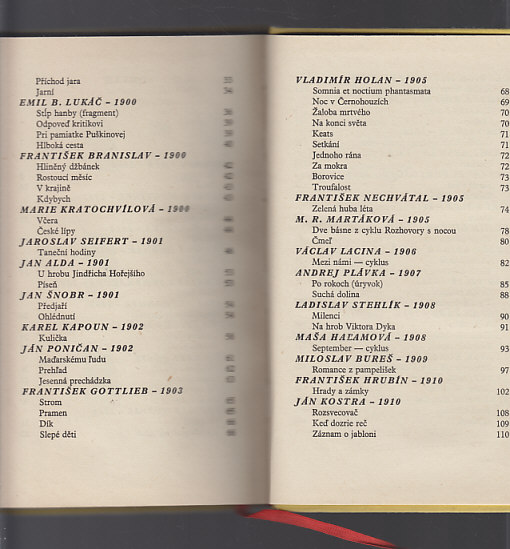 Příchod jara
Jarní
EMIL B. LUKÁČ – 1900
Stĺp hanby (fragment)
Odpoveď kritikovi
Pri pamiatke Puškinovej
Hlboká cesta
FRANTIŠEK BRANISLAV – 1900
Hliněný džbánek
Rostoucí měsíc
V krajině
Kdybych
MARIE KRATOCHVÍLOVÁ – 1900
Včera
České lípy
JAROSLAV SEIFERT – 1901
Taneční hodiny
JAN ALDA – 1901
U hrobu Jindřicha Hořejšího
Píseň
JAN ŠNOBR – 1901
Předjaří
Ohlédnutí
KAREL KAPOUN – 1902
Kulička
JÁN PONIČAN – 1902
Maďarskému ľudu
Prehľad
Jesenná prechádzka
FRANTIŠEK GOTTLIEB – 1903
Strom
Pramen
Dík
Slepé děti
VLADIMÍR HOLAN – 1905
Somnia et noctium phantasmata 68
Noc v Černohouzích 69
Žaloba mrtvého 70
Na konci světa 70
Keats 71
Setkání 71
Jednoho rána 72
Za mokra 72
Borovice 73
Troufalost 73
FRANTIŠEK NECHVÁTAL – 1905
Zelená huba léta 74
M. R. MARTÁKOVÁ – 1905
Dve básne z cyklu Rozhovory s nocou 78
Čmeľ 80
VÁCLAV LACINA – 1906
Mezi námi — cyklus 82
ANDREJ PLÁVKA – 1907
Po rokoch (úryvok) 85
Suchá dolina 88
LADISLAV STEHLÍK – 1908
Milenci 90
Na hrob Viktora Dyka 91
MAŠA HAĽAMOVÁ – 1908
September — cyklus 93
MILOSLAV BUREŠ – 1909
Romance z pampelišek 97
FRANTIŠEK HRUBÍN – 1910
Hrady a zámky 102
JÁN KOSTRA – 1910
Rozsvecovač 108
Keď dozrie reč 109
Záznam o jabloni 110